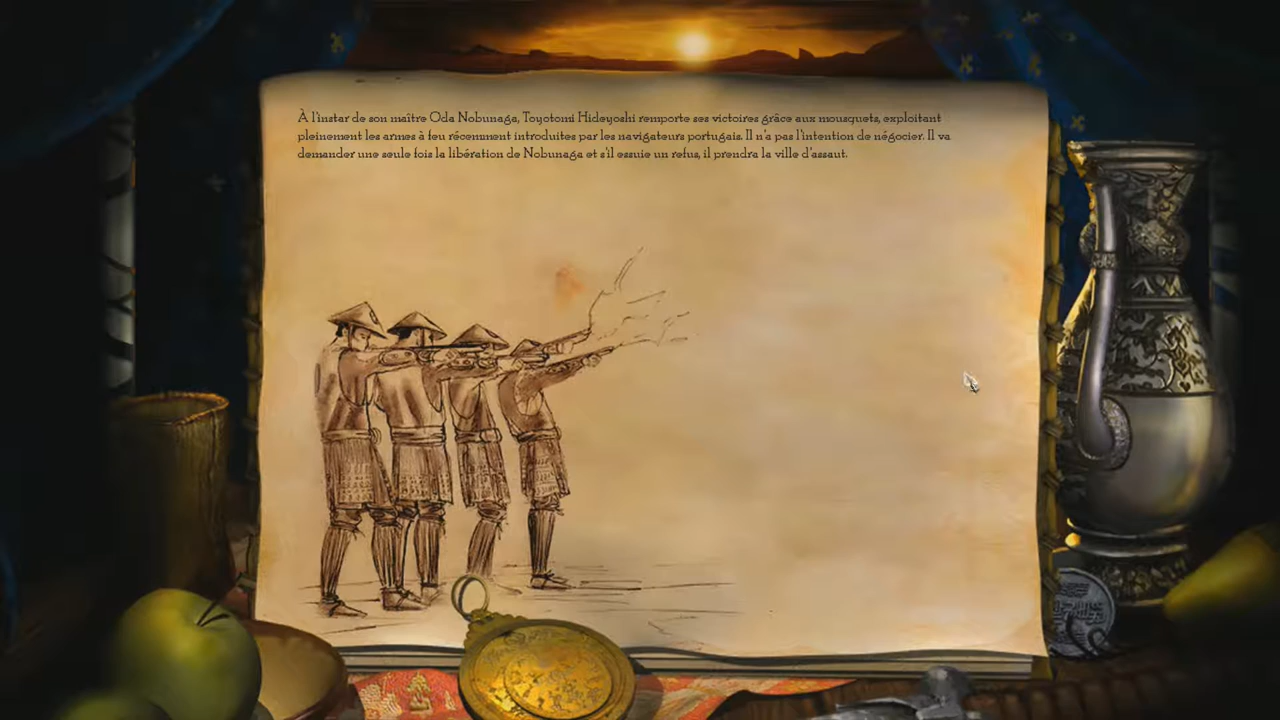 À l'instar de son maître Oda Nobunaga, Toyotomi Hideyoshi remporte ses victoires grâce aux mousquets, exploitant
pleinement les armes à feu récemment introduites par les navigateurs portugais. Il n'a pas l'intention de négocier. Il va
demander une seule fois la libération de Nobunaga et s'il essuie un refus, il prendra la ville d'assaut.